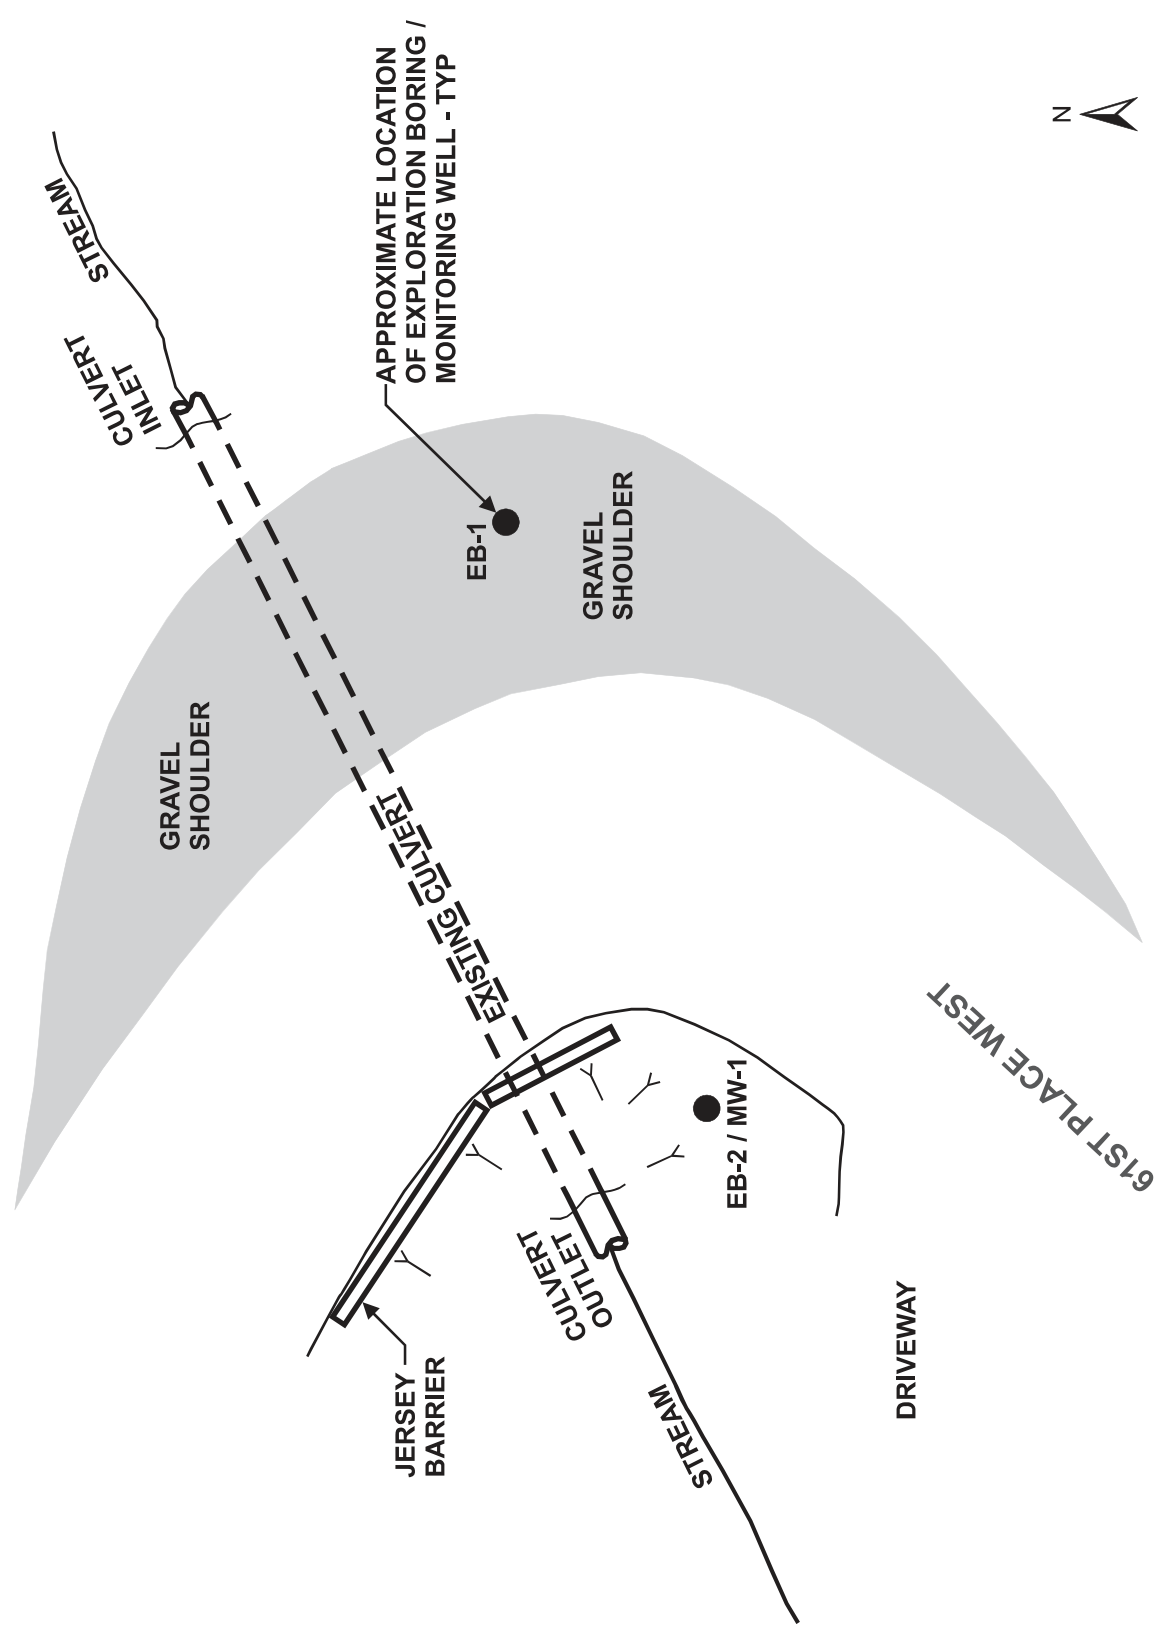 STREAM
CULVERT
INLET
APPROXIMATE LOCATION
OF EXPLORATION BORING /
MONITORING WELL - TYP
N
EB-1
GRAVEL
SHOULDER
GRAVEL
SHOULDER
EXISTING CULVERT
61ST PLACE WEST
EB-2 / MW-1
CULVERT
OUTLET
JERSEY
BARRIER
STREAM
DRIVEWAY